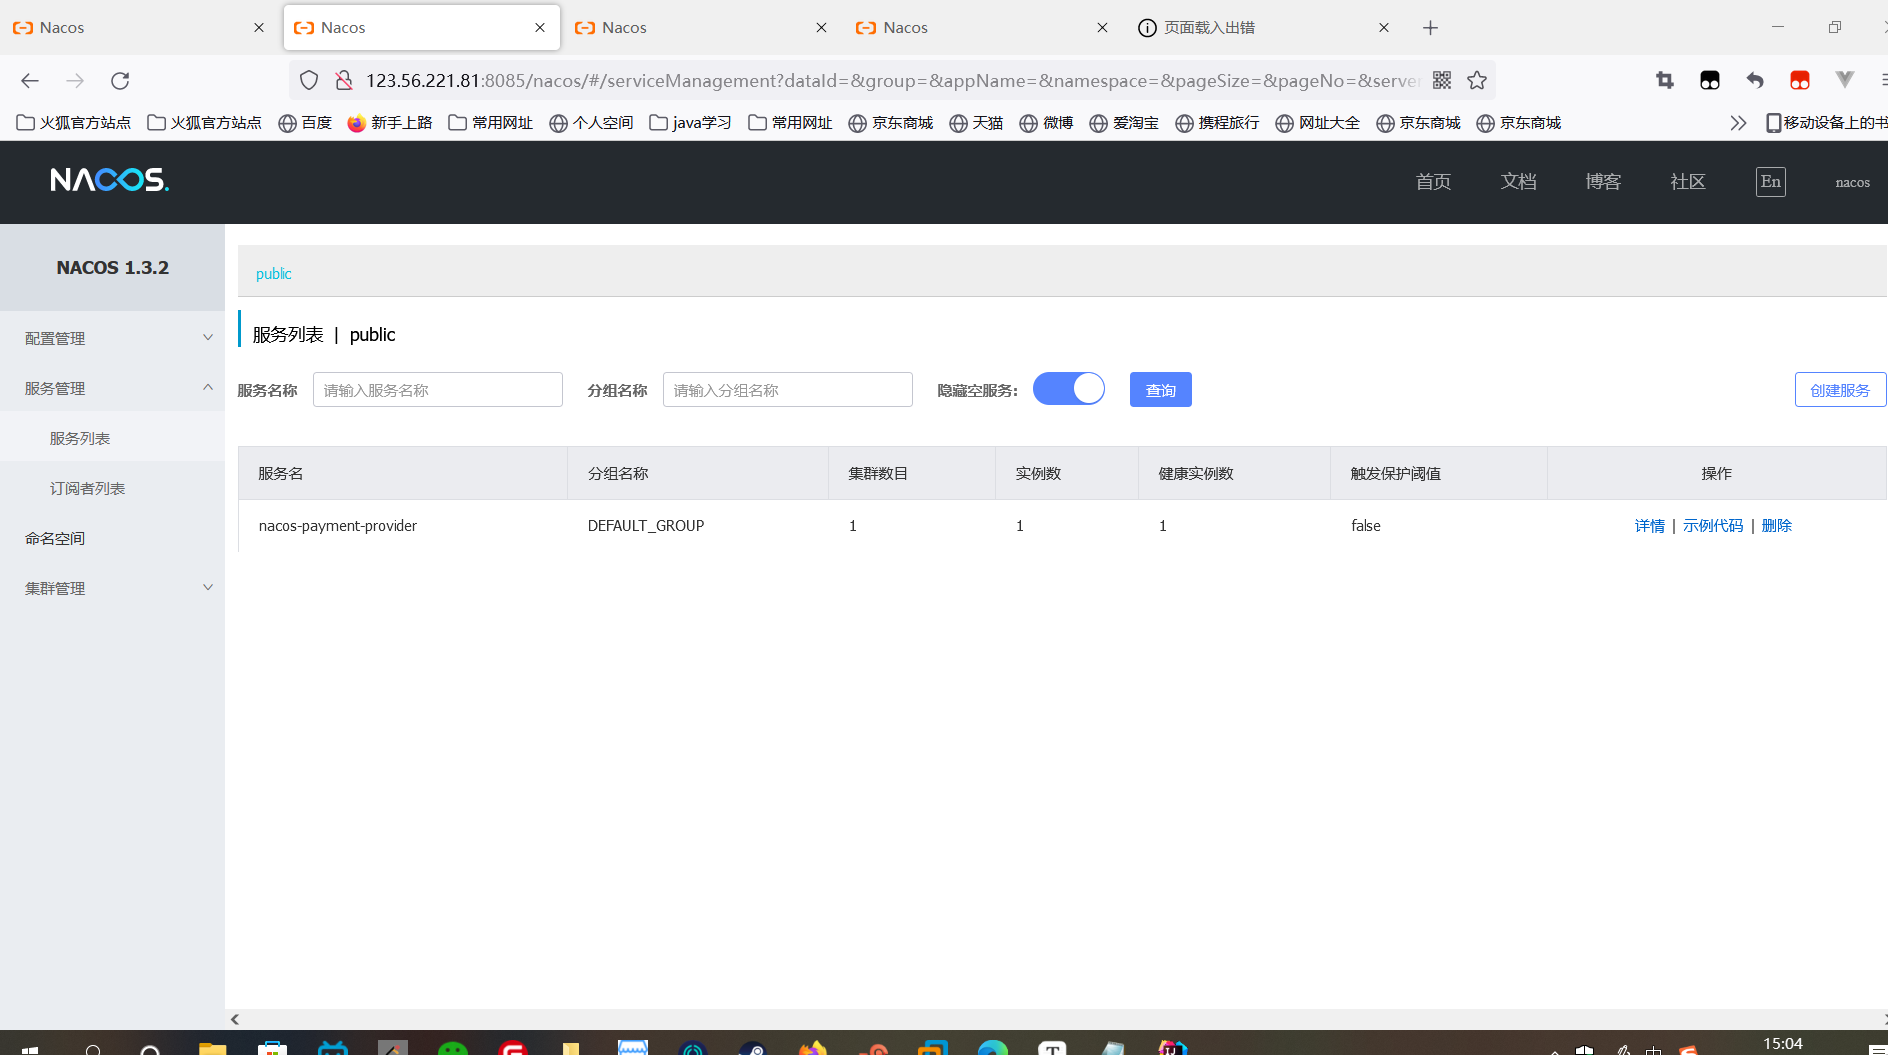 Nacos
Nacos
Nacos
Nacos
页面载入出错
123.56.221.81:8085/nacos/#/serviceManagement?dataId=&group=&appName=&namespace=&pageSize=&pageNo=&server
火狐官方站点 火狐官方站点 百度 新手上路 常用网址 个人空间 java学习 常用网址 京东商城 天猫 微博 爱淘宝 携程旅行 网址大全 京东商城 京东商城 移动设备上的书
NACOS.
首页 文档 博客 社区 En nacos
NACOS 1.3.2
配置管理
服务管理
服务列表
订阅者列表
命名空间
集群管理
public
服务列表 | public
服务名称 请输入服务名称 分组名称 请输入分组名称 隐藏空服务: 查询 创建服务
服务名 分组名称 集群数目 实例数 健康实例数 触发保护阈值 操作
nacos-payment-provider DEFAULT_GROUP 1 1 1 false 详情 | 示例代码 | 删除
15:04